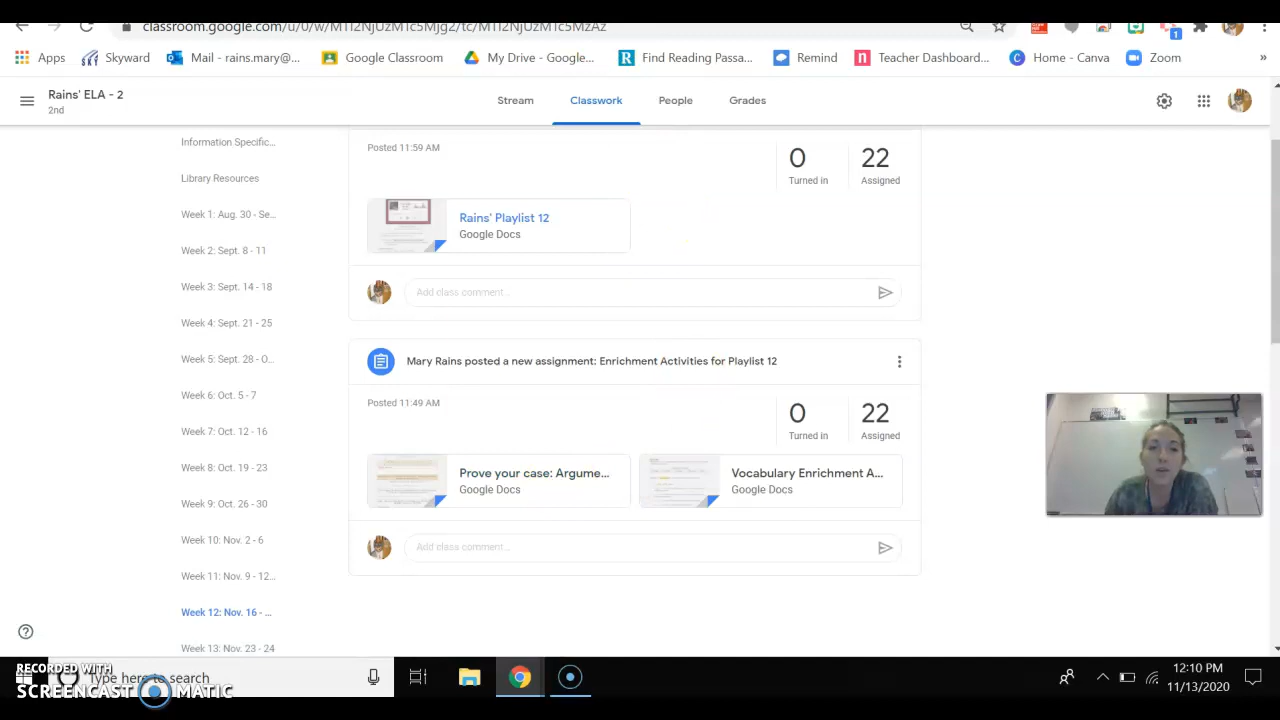 classroom.google.com/u/0/w/MTI2NjUzMTc5Mjg2/tc/MTI2NjUzMTc5MzAz
1
Apps
Skyward
Mail - rains.mary@...
Google Classroom
My Drive - Google...
Find Reading Passa...
Remind
Teacher Dashboard...
Home - Canva
Zoom
»
Rains' ELA - 2
2nd
Stream
Classwork
People
Grades
Information Specific...
Library Resources
Week 1: Aug. 30 - Se...
Week 2: Sept. 8 - 11
Week 3: Sept. 14 - 18
Week 4: Sept. 21 - 25
Week 5: Sept. 28 - O...
Week 6: Oct. 5 - 7
Week 7: Oct. 12 - 16
Week 8: Oct. 19 - 23
Week 9: Oct. 26 - 30
Week 10: Nov. 2 - 6
Week 11: Nov. 9 - 12...
Week 12: Nov. 16 - ...
Week 13: Nov. 23 - 24
Posted 11:59 AM
0
Turned in
22
Assigned
Rains' Playlist 12
Google Docs
Add class comment...
Mary Rains posted a new assignment: Enrichment Activities for Playlist 12
Posted 11:49 AM
0
Turned in
22
Assigned
Prove your case: Argume...
Google Docs
Vocabulary Enrichment A...
Google Docs
Add class comment...
RECORDED WITH
SCREENCAST MATIC
Type here to search
12:10 PM
11/13/2020